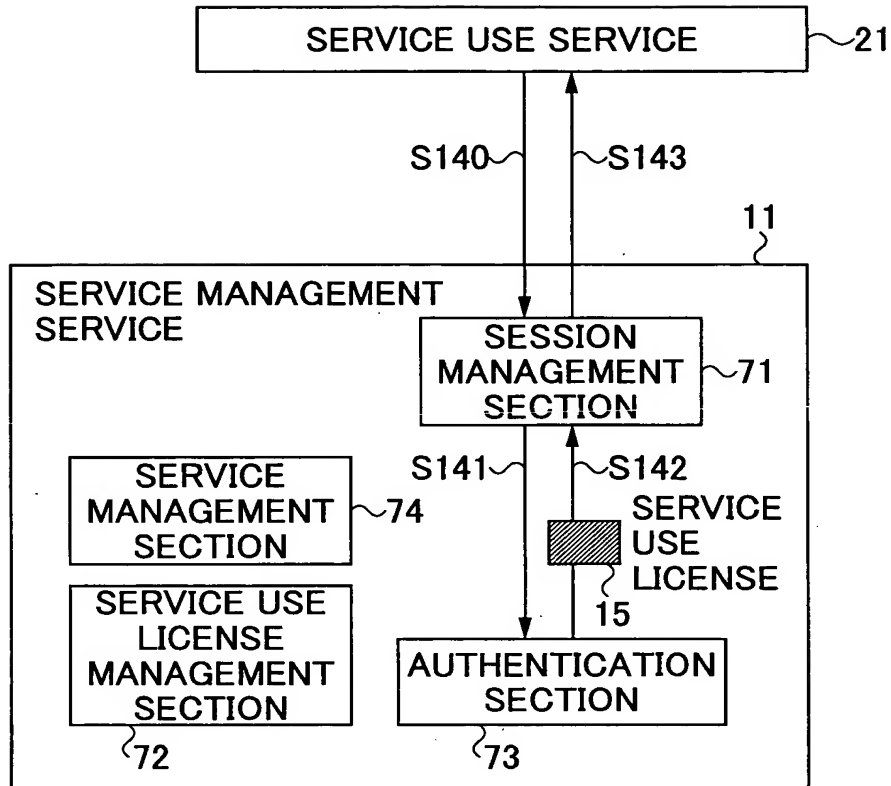 SERVICE USE SERVICE
21
S140
S143
11
SERVICE MANAGEMENT
SERVICE
SESSION
MANAGEMENT
SECTION
71
S141
S142
SERVICE
MANAGEMENT
SECTION
74
SERVICE
USE
LICENSE
15
SERVICE USE
LICENSE
MANAGEMENT
SECTION
72
AUTHENTICATION
SECTION
73